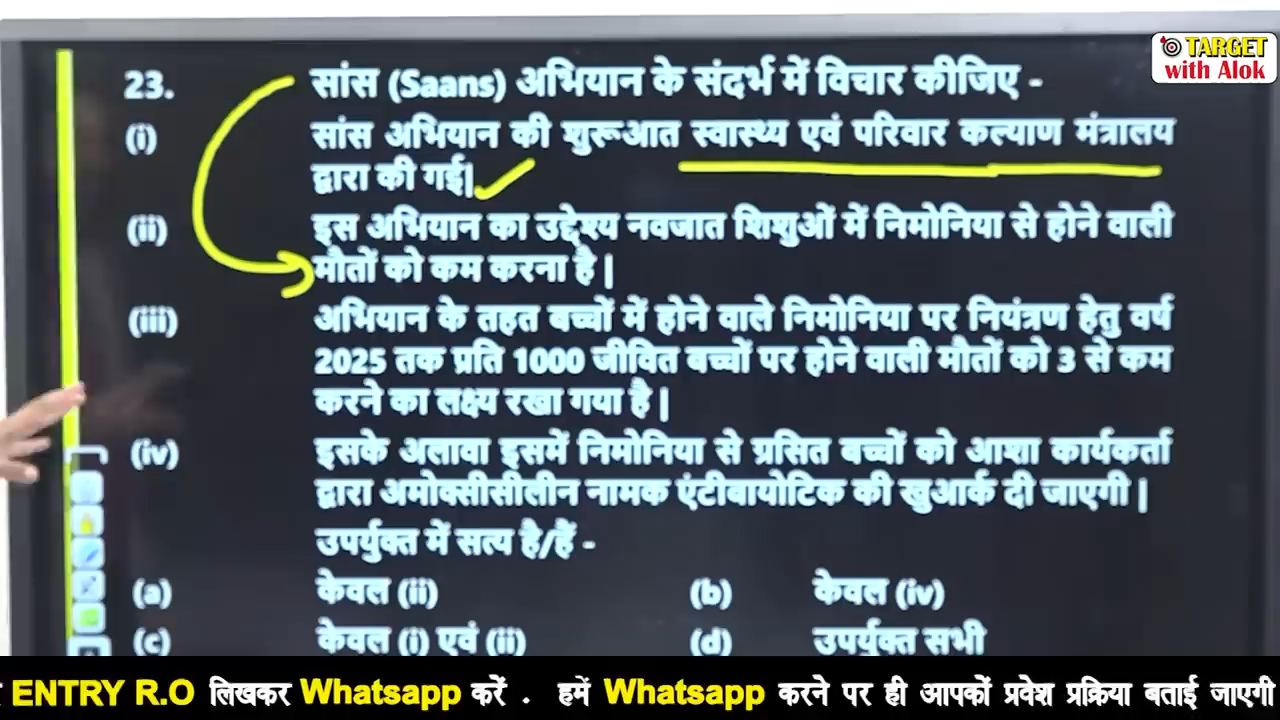 TARGET
with Alok
23. सांस (Saans) अभियान के संदर्भ में विचार कीजिए -
(i) सांस अभियान की शुरूआत स्वास्थ्य एवं परिवार कल्याण मंत्रालय
द्वारा की गई|
(ii) इस अभियान का उद्देश्य नवजात शिशुओं में निमोनिया से होने वाली
मौतों को कम करना है |
(iii) अभियान के तहत बच्चों में होने वाले निमोनिया पर नियंत्रण हेतु वर्ष
2025 तक प्रति 1000 जीवित बच्चों पर होने वाली मौतों को 3 से कम
करने का लक्ष्य रखा गया है |
(iv) इसके अलावा इसमें निमोनिया से प्रसित बच्चों को आशा कार्यकर्ता
द्वारा अमोक्सीसीलीन नामक एंटीबायोटिक की खुआर्क दी जाएगी |
उपर्युक्त में सत्य है/हैं -
(a) केवल (ii) (b) केवल (iv)
(c) केवल (i) एवं (ii) (d) उपर्युक्त सभी
ENTRY R.O लिखकर Whatsapp करें . हमें Whatsapp करने पर ही आपकों प्रवेश प्रक्रिया बताई जाएगी